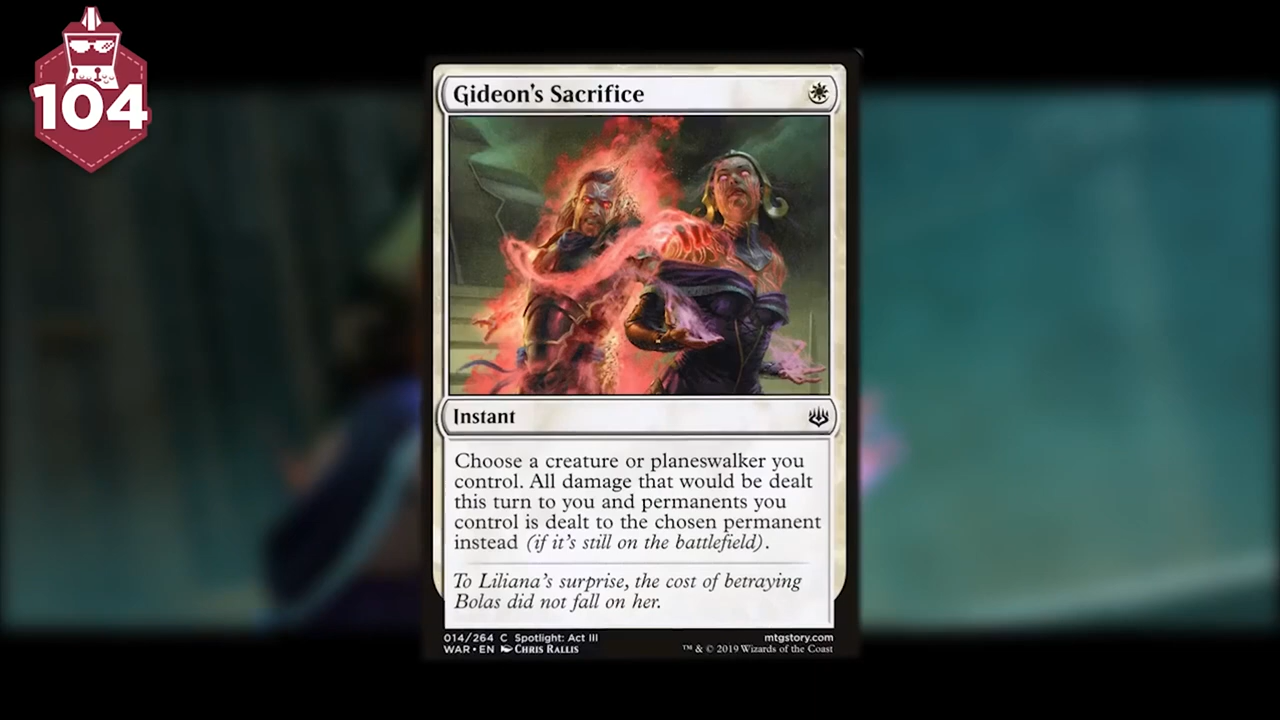 104
Gideon's Sacrifice
Instant
Choose a creature or planeswalker you
control. All damage that would be dealt
this turn to you and permanents you
control is dealt to the chosen permanent
instead (if it's still on the battlefield).
To Liliana's surprise, the cost of betraying
Bolas did not fall on her.
014/264 C Spotlight: Act III
WAR • EN Chris Rallis
mtgstory.com
™ & © 2019 Wizards of the Coast